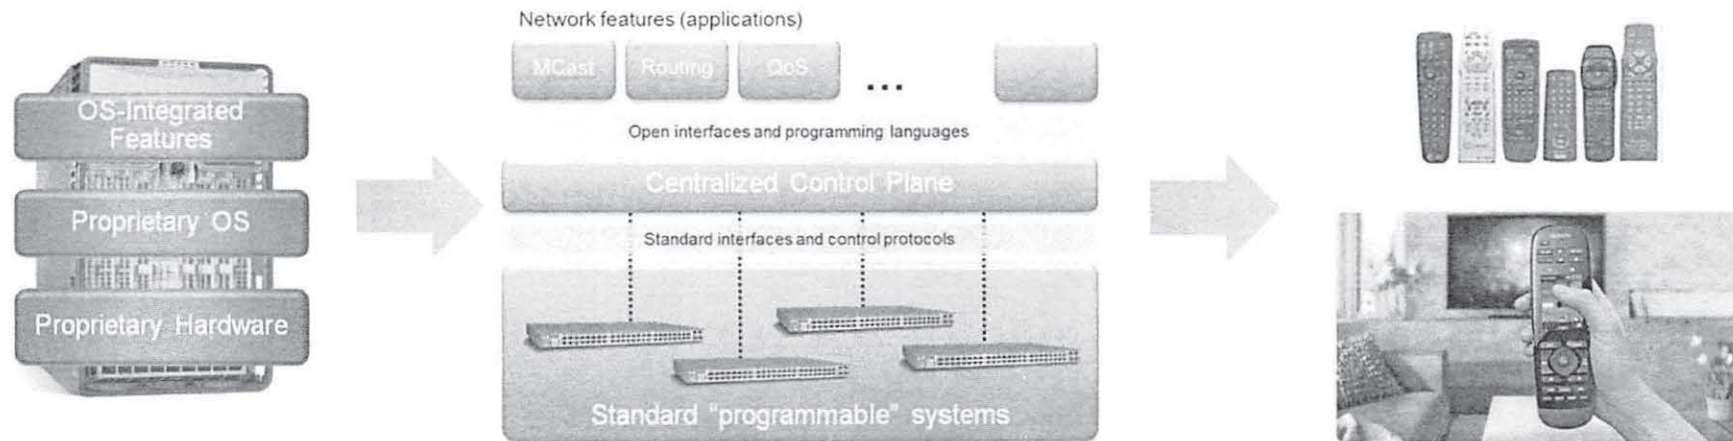 OS-Integrated
Features
Proprietary OS
Proprietary Hardware
Network features (applications)
MCast
Routing
QoS
...
Open interfaces and programming languages
Centralized Control Plane
Standard interfaces and control protocols
Standard "programmable" systems